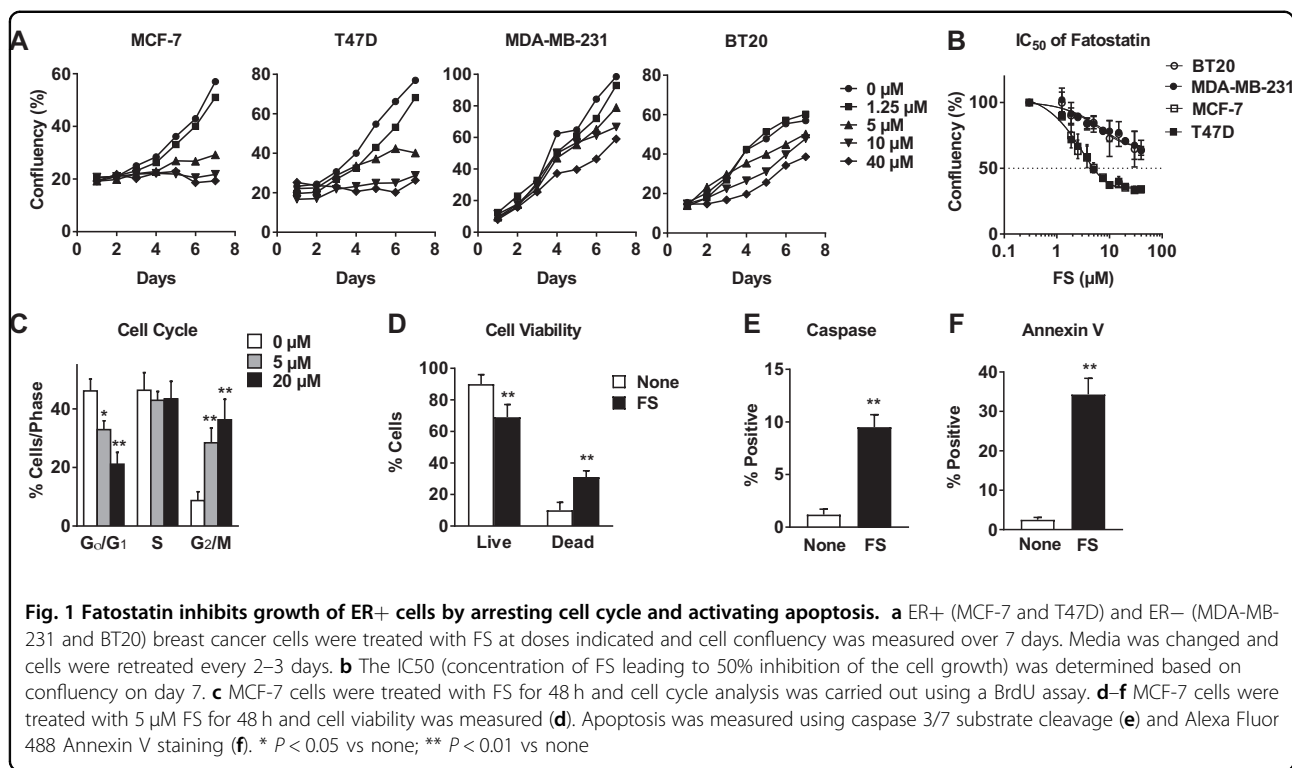 A
MCF-7
T47D
MDA-MB-231
BT20
B
IC50 of Fatostatin
Confluency (%)
60
40
20
0
0 2 4 6 8
Days
80
60
40
20
0
0 2 4 6 8
Days
100
80
60
40
20
0
0 2 4 6 8
Days
80
60
40
20
0
0 2 4 6 8
Days
0 µM
1.25 µM
5 µM
10 µM
40 µM
Confluency (%)
100
50
0
0.1 1 10 100
FS (µM)
BT20
MDA-MB-231
MCF-7
T47D
C
Cell Cycle
0 µM
5 µM
20 µM
% Cells/Phase
40
20
0
*
**
**
**
Go/G1 S G2/M
D
Cell Viability
None
FS
% Cells
100
80
60
40
20
0
**
**
Live Dead
E
Caspase
% Positive
15
10
5
0
**
None FS
F
Annexin V
% Positive
40
30
20
10
0
**
None FS
Fig. 1 Fatostatin inhibits growth of ER+ cells by arresting cell cycle and activating apoptosis. a ER+ (MCF-7 and T47D) and ER− (MDA-MB-
231 and BT20) breast cancer cells were treated with FS at doses indicated and cell confluency was measured over 7 days. Media was changed and
cells were retreated every 2–3 days. b The IC50 (concentration of FS leading to 50% inhibition of the cell growth) was determined based on
confluency on day 7. c MCF-7 cells were treated with FS for 48 h and cell cycle analysis was carried out using a BrdU assay. d–f MCF-7 cells were
treated with 5 µM FS for 48 h and cell viability was measured (d). Apoptosis was measured using caspase 3/7 substrate cleavage (e) and Alexa Fluor
488 Annexin V staining (f). * P < 0.05 vs none; ** P < 0.01 vs none